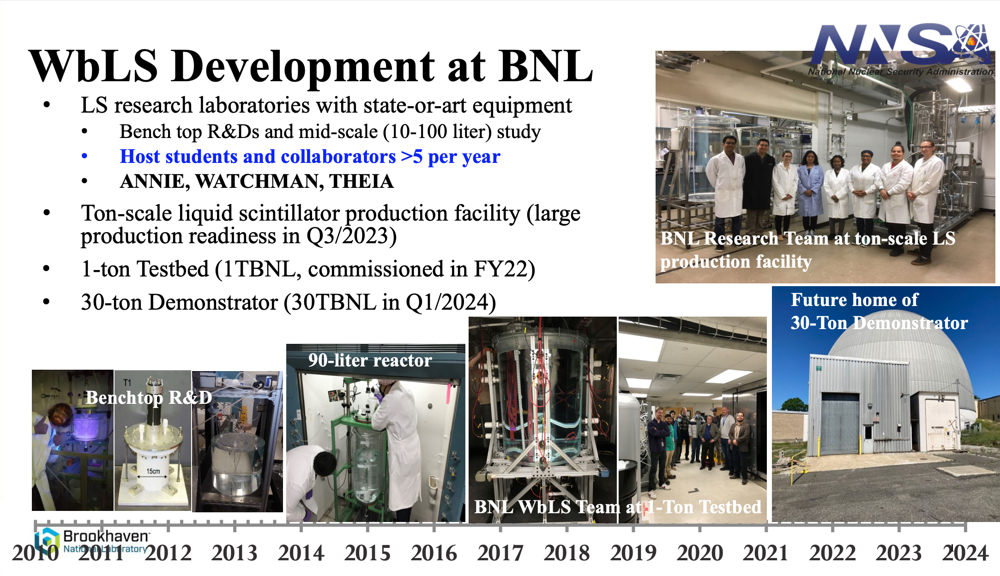 NNSA
National Nuclear Security Administration
WbLS Development at BNL
• LS research laboratories with state-or-art equipment
• Bench top R&Ds and mid-scale (10-100 liter) study
• Host students and collaborators >5 per year
• ANNIE, WATCHMAN, THEIA
• Ton-scale liquid scintillator production facility (large
production readiness in Q3/2023)
• 1-ton Testbed (1TBNL, commissioned in FY22)
• 30-ton Demonstrator (30TBNL in Q1/2024)
BNL Research Team at ton-scale LS
production facility
Future home of
30-Ton Demonstrator
NO PARKING
90-liter reactor
T1
Benchtop R&D
15cm
BNL WbLS Team at 1-Ton Testbed
Brookhaven™
National Laboratory
2010 2011 2012 2013 2014 2015 2016 2017 2018 2019 2020 2021 2022 2023 2024
1